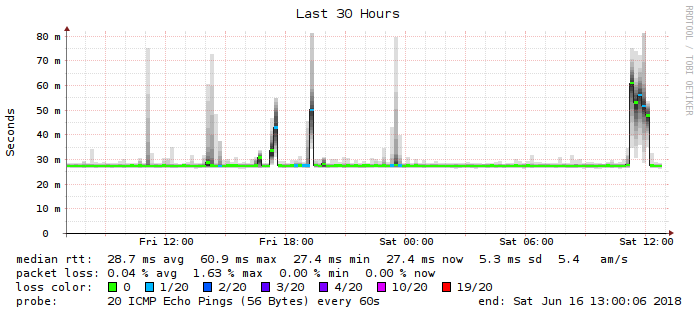 Last 30 Hours
RRDTOOL / TOBI OETIKER
Seconds
80 m
70 m
60 m
50 m
40 m
30 m
20 m
10 m
0
Fri 12:00 Fri 18:00 Sat 00:00 Sat 06:00 Sat 12:00
median rtt: 28.7 ms avg 60.9 ms max 27.4 ms min 27.4 ms now 5.3 ms sd 5.4 am/s
packet loss: 0.04 % avg 1.63 % max 0.00 % min 0.00 % now
loss color: 0 1/20 2/20 3/20 4/20 10/20 19/20
probe: 20 ICMP Echo Pings (56 Bytes) every 60s end: Sat Jun 16 13:00:06 2018